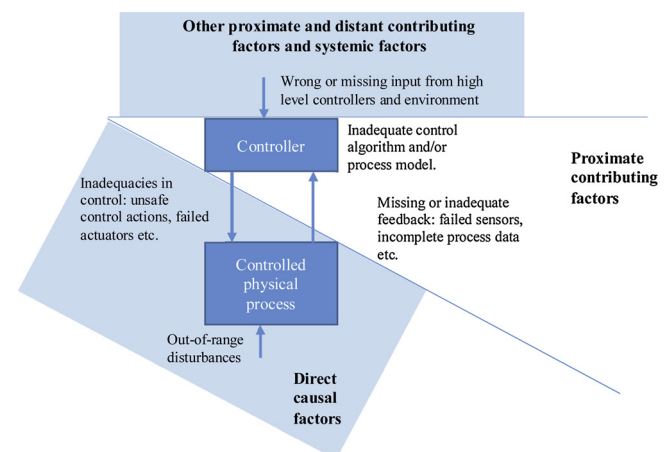 Other proximate and distant contributing
factors and systemic factors
Wrong or missing input from high
level controllers and environment
Controller
Inadequate control
algorithm and/or
process model.
Proximate
contributing
factors
Inadequacies in
control: unsafe
control actions, failed
actuators etc.
Missing or inadequate
feedback: failed sensors,
incomplete process data
etc.
Controlled
physical
process
Out-of-range
disturbances
Direct
causal
factors